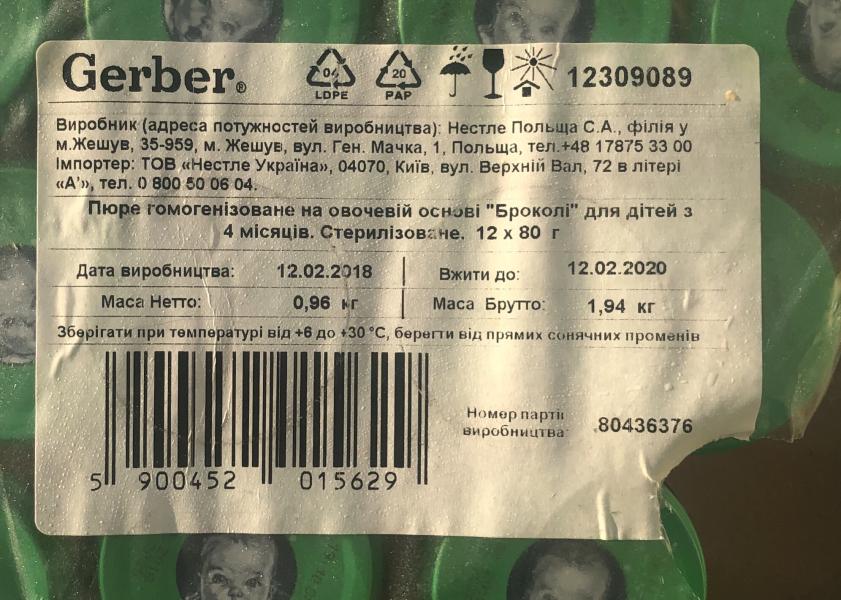 Gerber®
04
LDPE
20
PAP
12309089
Виробник (адреса потужностей виробництва): Нестле Польща С.А., філія у
м.Жешув, 35-959, м. Жешув, вул. Ген. Мачка, 1, Польща, тел.+48 17875 33 00
Імпортер: ТОВ «Нестле Україна», 04070, Київ, вул. Верхній Вал, 72 в літері
«А’», тел. 0 800 50 06 04.
Пюре гомогенізоване на овочевій основі "Броколі" для дітей з
4 місяців. Стерилізоване. 12 x 80 г
Дата виробництва: 12.02.2018 Вжити до: 12.02.2020
Маса Нетто: 0,96 кг Маса Брутто: 1,94 кг
Зберігати при температурі від +6 до +30 °С, берегти від прямих сонячних променів
Номер партії
виробництва: 80436376
5 900452 015629